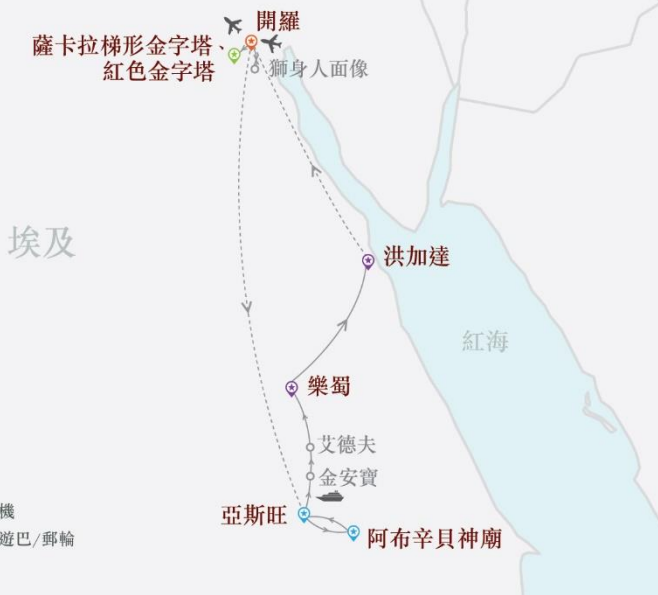 開羅
薩卡拉梯形金字塔、
紅色金字塔
獅身人面像
埃及
洪加達
紅海
樂蜀
艾德夫
金安寶
亞斯旺
阿布辛貝神廟
機
遊巴/郵輪